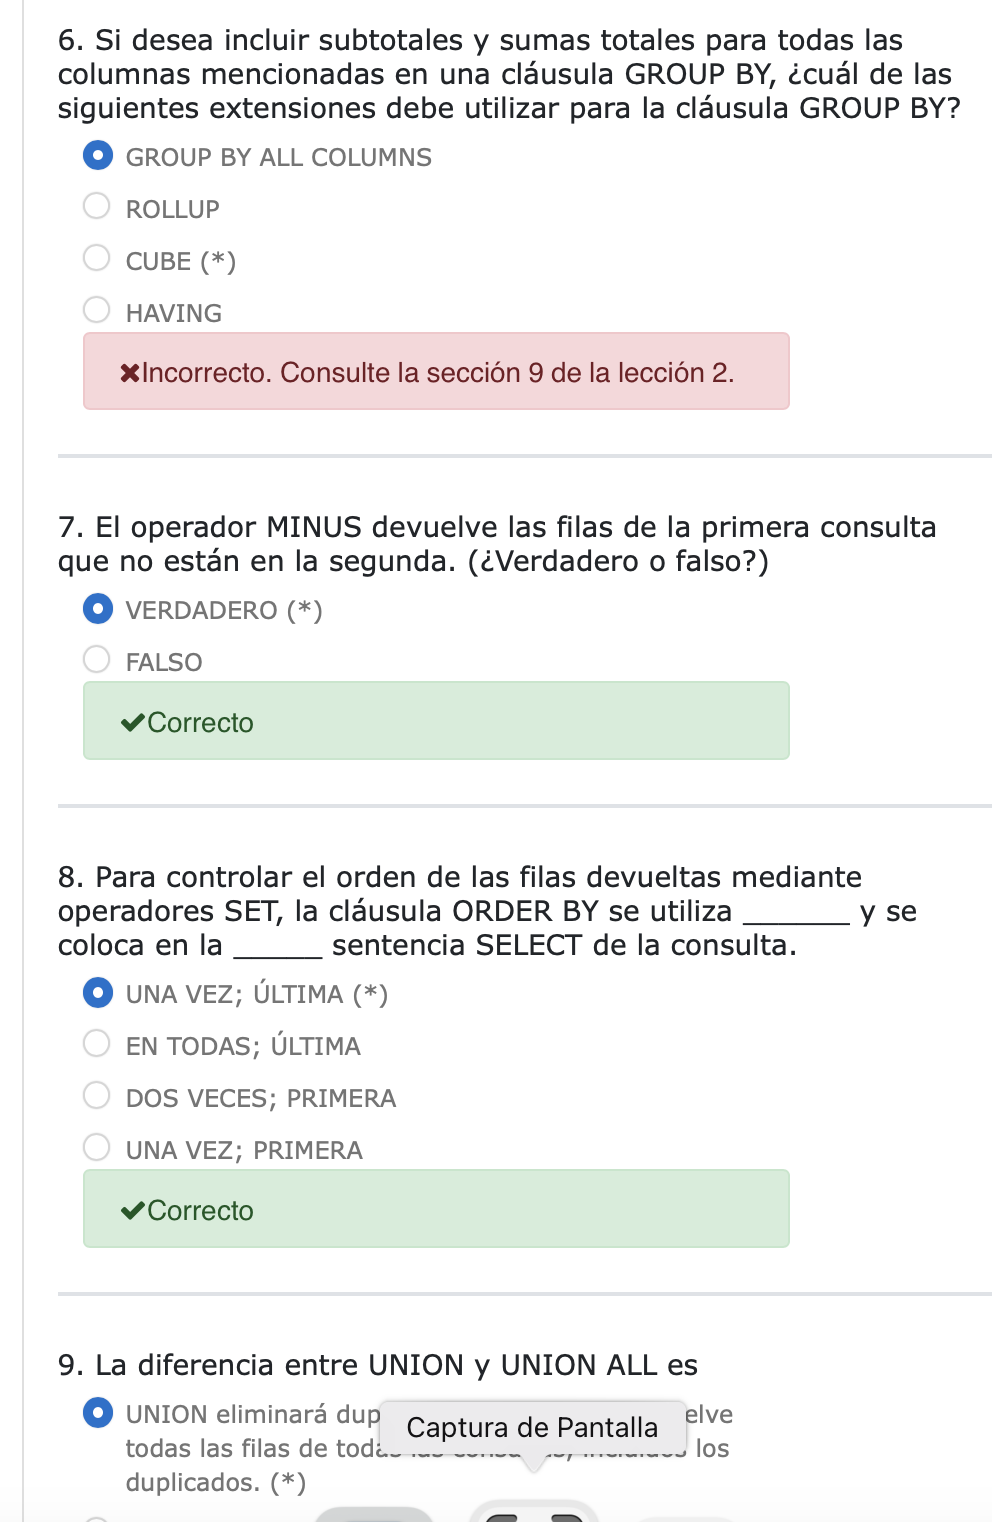 6. Si desea incluir subtotales y sumas totales para todas las
columnas mencionadas en una cláusula GROUP BY, ¿cuál de las
siguientes extensiones debe utilizar para la cláusula GROUP BY?
GROUP BY ALL COLUMNS
ROLLUP
CUBE (*)
HAVING
✖Incorrecto. Consulte la sección 9 de la lección 2.
7. El operador MINUS devuelve las filas de la primera consulta
que no están en la segunda. (¿Verdadero o falso?)
VERDADERO (*)
FALSO
✔Correcto
8. Para controlar el orden de las filas devueltas mediante
operadores SET, la cláusula ORDER BY se utiliza _______ y se
coloca en la ______ sentencia SELECT de la consulta.
UNA VEZ; ÚLTIMA (*)
EN TODAS; ÚLTIMA
DOS VECES; PRIMERA
UNA VEZ; PRIMERA
✔Correcto
9. La diferencia entre UNION y UNION ALL es
UNION eliminará dup elve
Captura de Pantalla
todas las filas de todas las consultas, incluidos los
duplicados. (*)